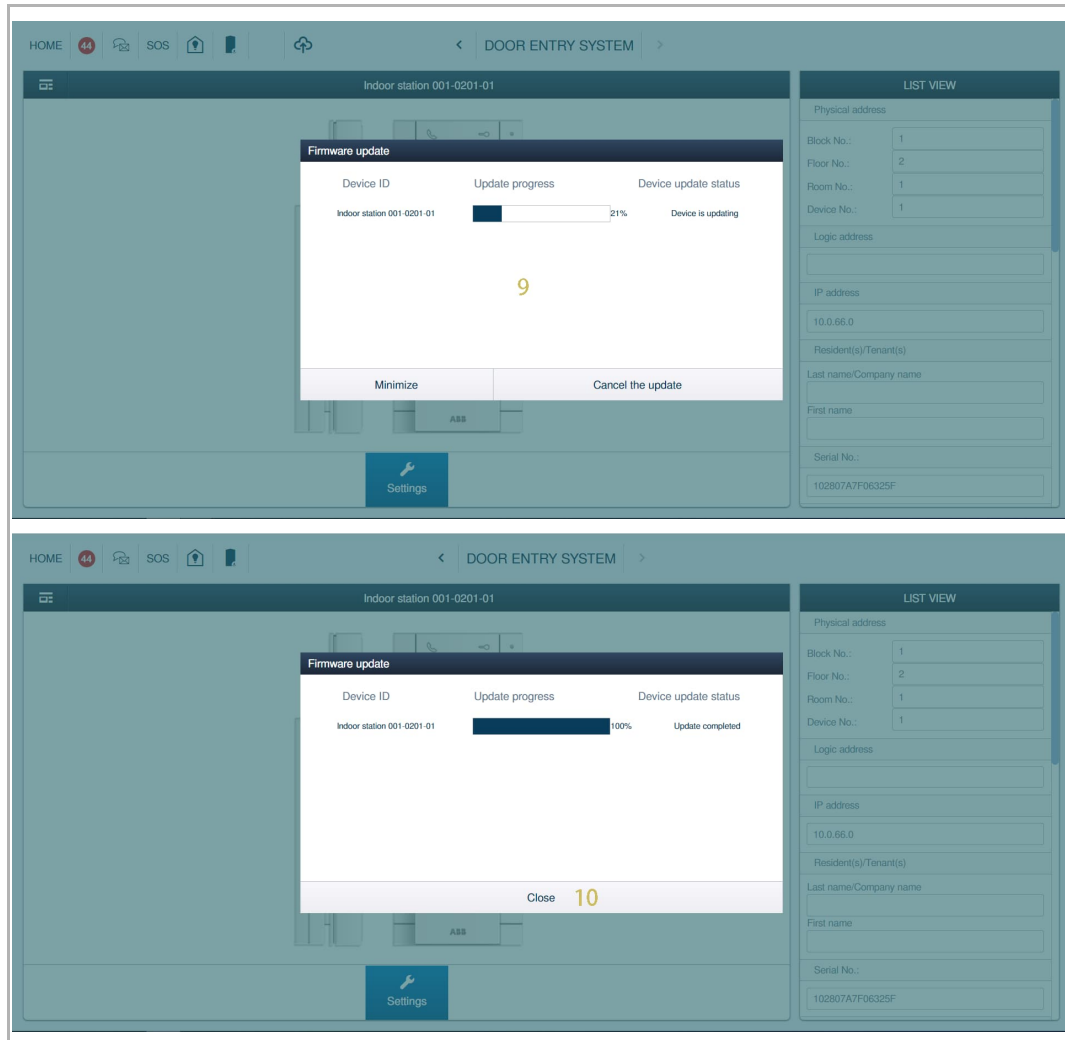 HOME 44 SOS < DOOR ENTRY SYSTEM >
Indoor station 001-0201-01
LIST VIEW
Physical address
Block No.: 1
Floor No.: 2
Room No.: 1
Device No.: 1
Logic address
IP address
10.0.66.0
Resident(s)/Tenant(s)
Last name/Company name
First name
Serial No.:
102807A7F06325F
Firmware update
Device ID Update progress Device update status
Indoor station 001-0201-01 21% Device is updating
9
Minimize Cancel the update
ABB
Settings
HOME 44 SOS < DOOR ENTRY SYSTEM >
Indoor station 001-0201-01
LIST VIEW
Physical address
Block No.: 1
Floor No.: 2
Room No.: 1
Device No.: 1
Logic address
IP address
10.0.66.0
Resident(s)/Tenant(s)
Last name/Company name
First name
Serial No.:
102807A7F06325F
Firmware update
Device ID Update progress Device update status
Indoor station 001-0201-01 100% Update completed
Close 10
ABB
Settings